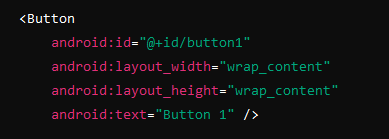 <Button
    android:id="@+id/button1"
    android:layout_width="wrap_content"
    android:layout_height="wrap_content"
    android:text="Button 1" />